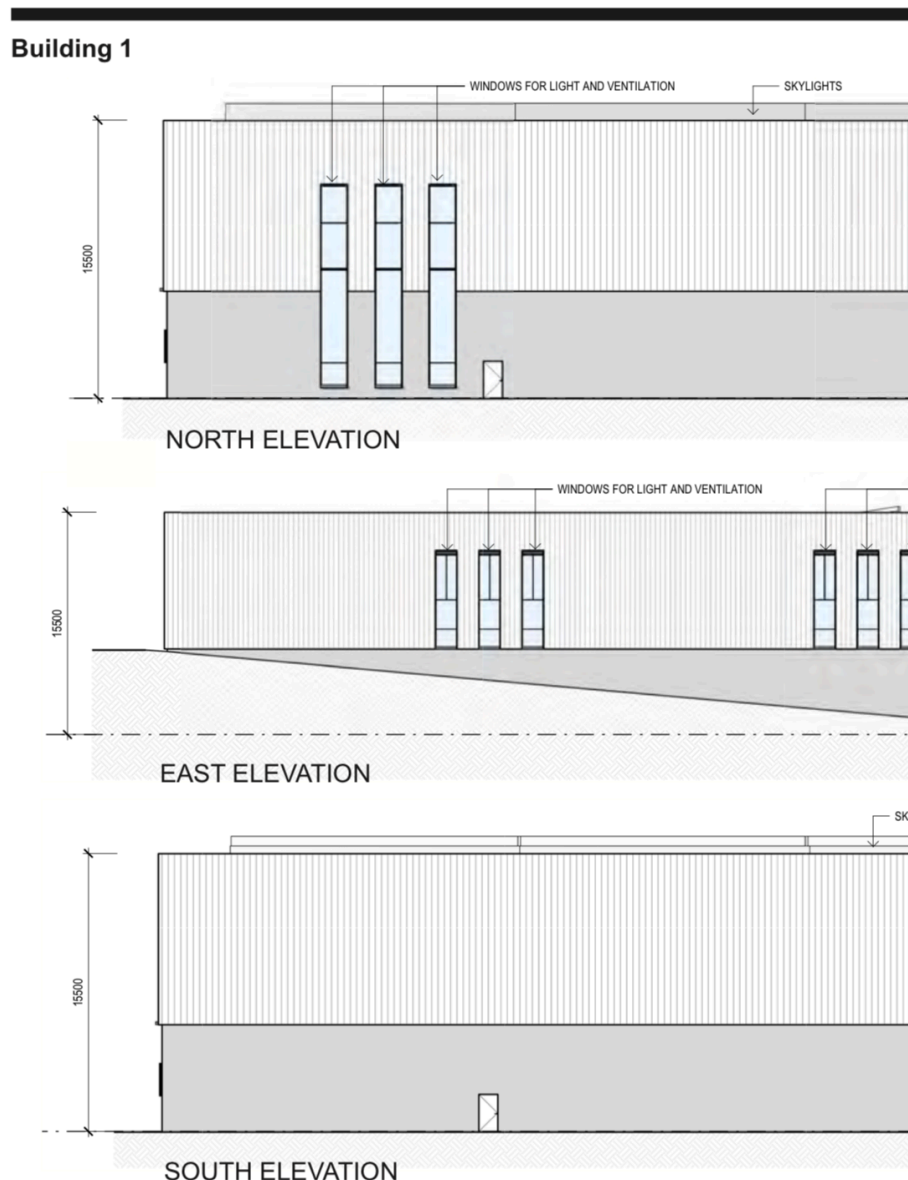 Building 1
WINDOWS FOR LIGHT AND VENTILATION
SKYLIGHTS
15500
NORTH ELEVATION
WINDOWS FOR LIGHT AND VENTILATION
15500
EAST ELEVATION
SK
15500
SOUTH ELEVATION